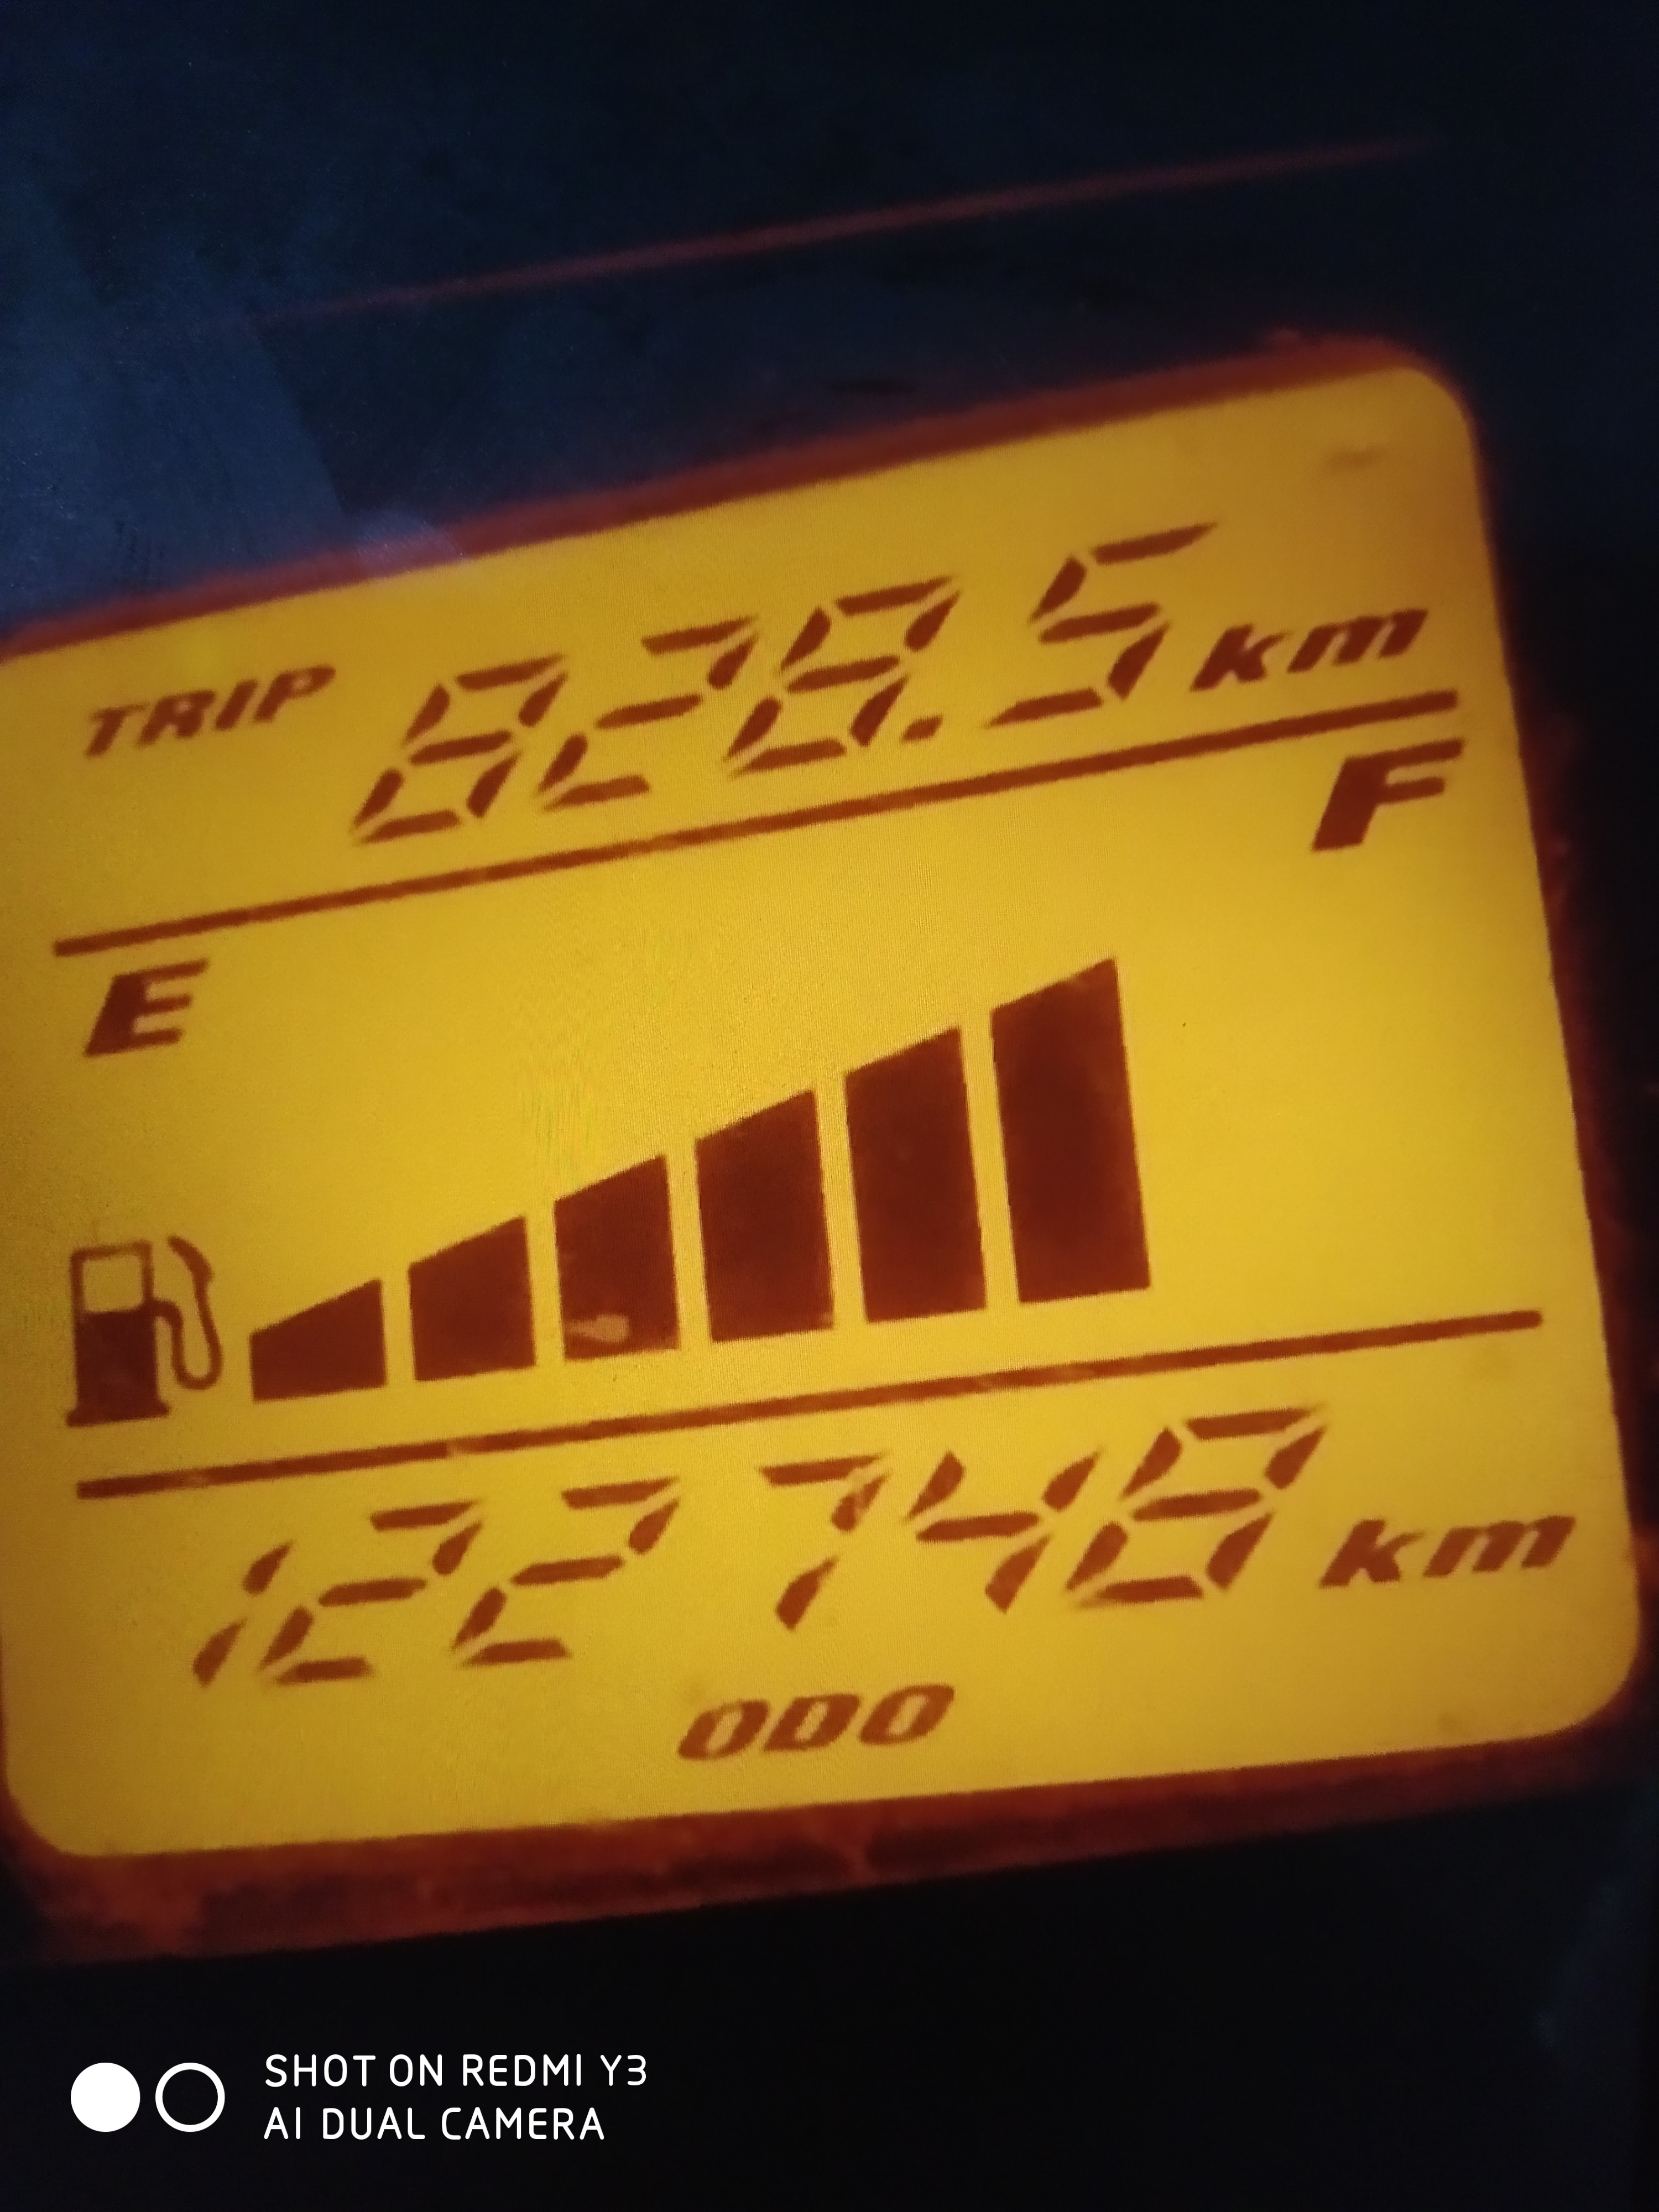 TRIP 828.5 km
E F
122748 km
ODO
SHOT ON REDMI Y3
AI DUAL CAMERA